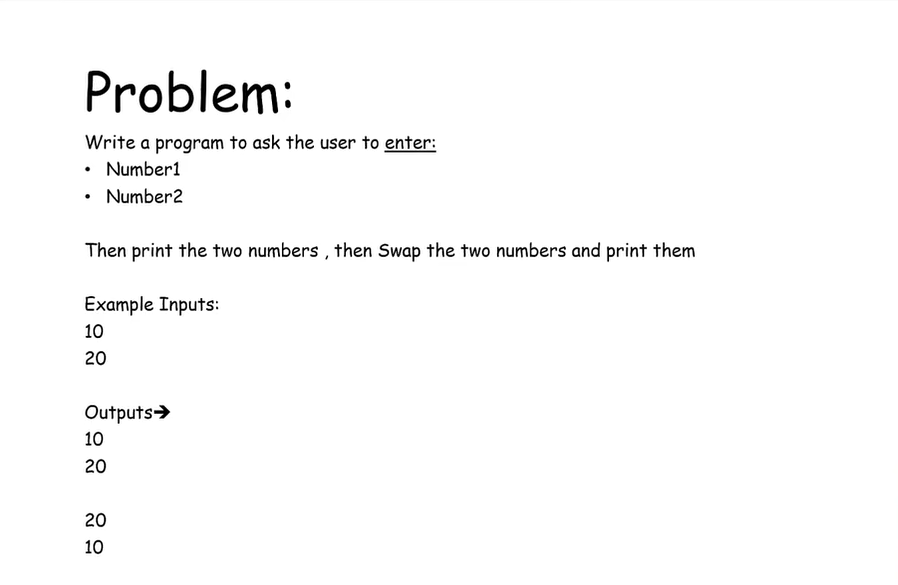 Problem:
Write a program to ask the user to enter:
• Number1
• Number2
Then print the two numbers , then Swap the two numbers and print them
Example Inputs:
10
20
Outputs➔
10
20
20
10